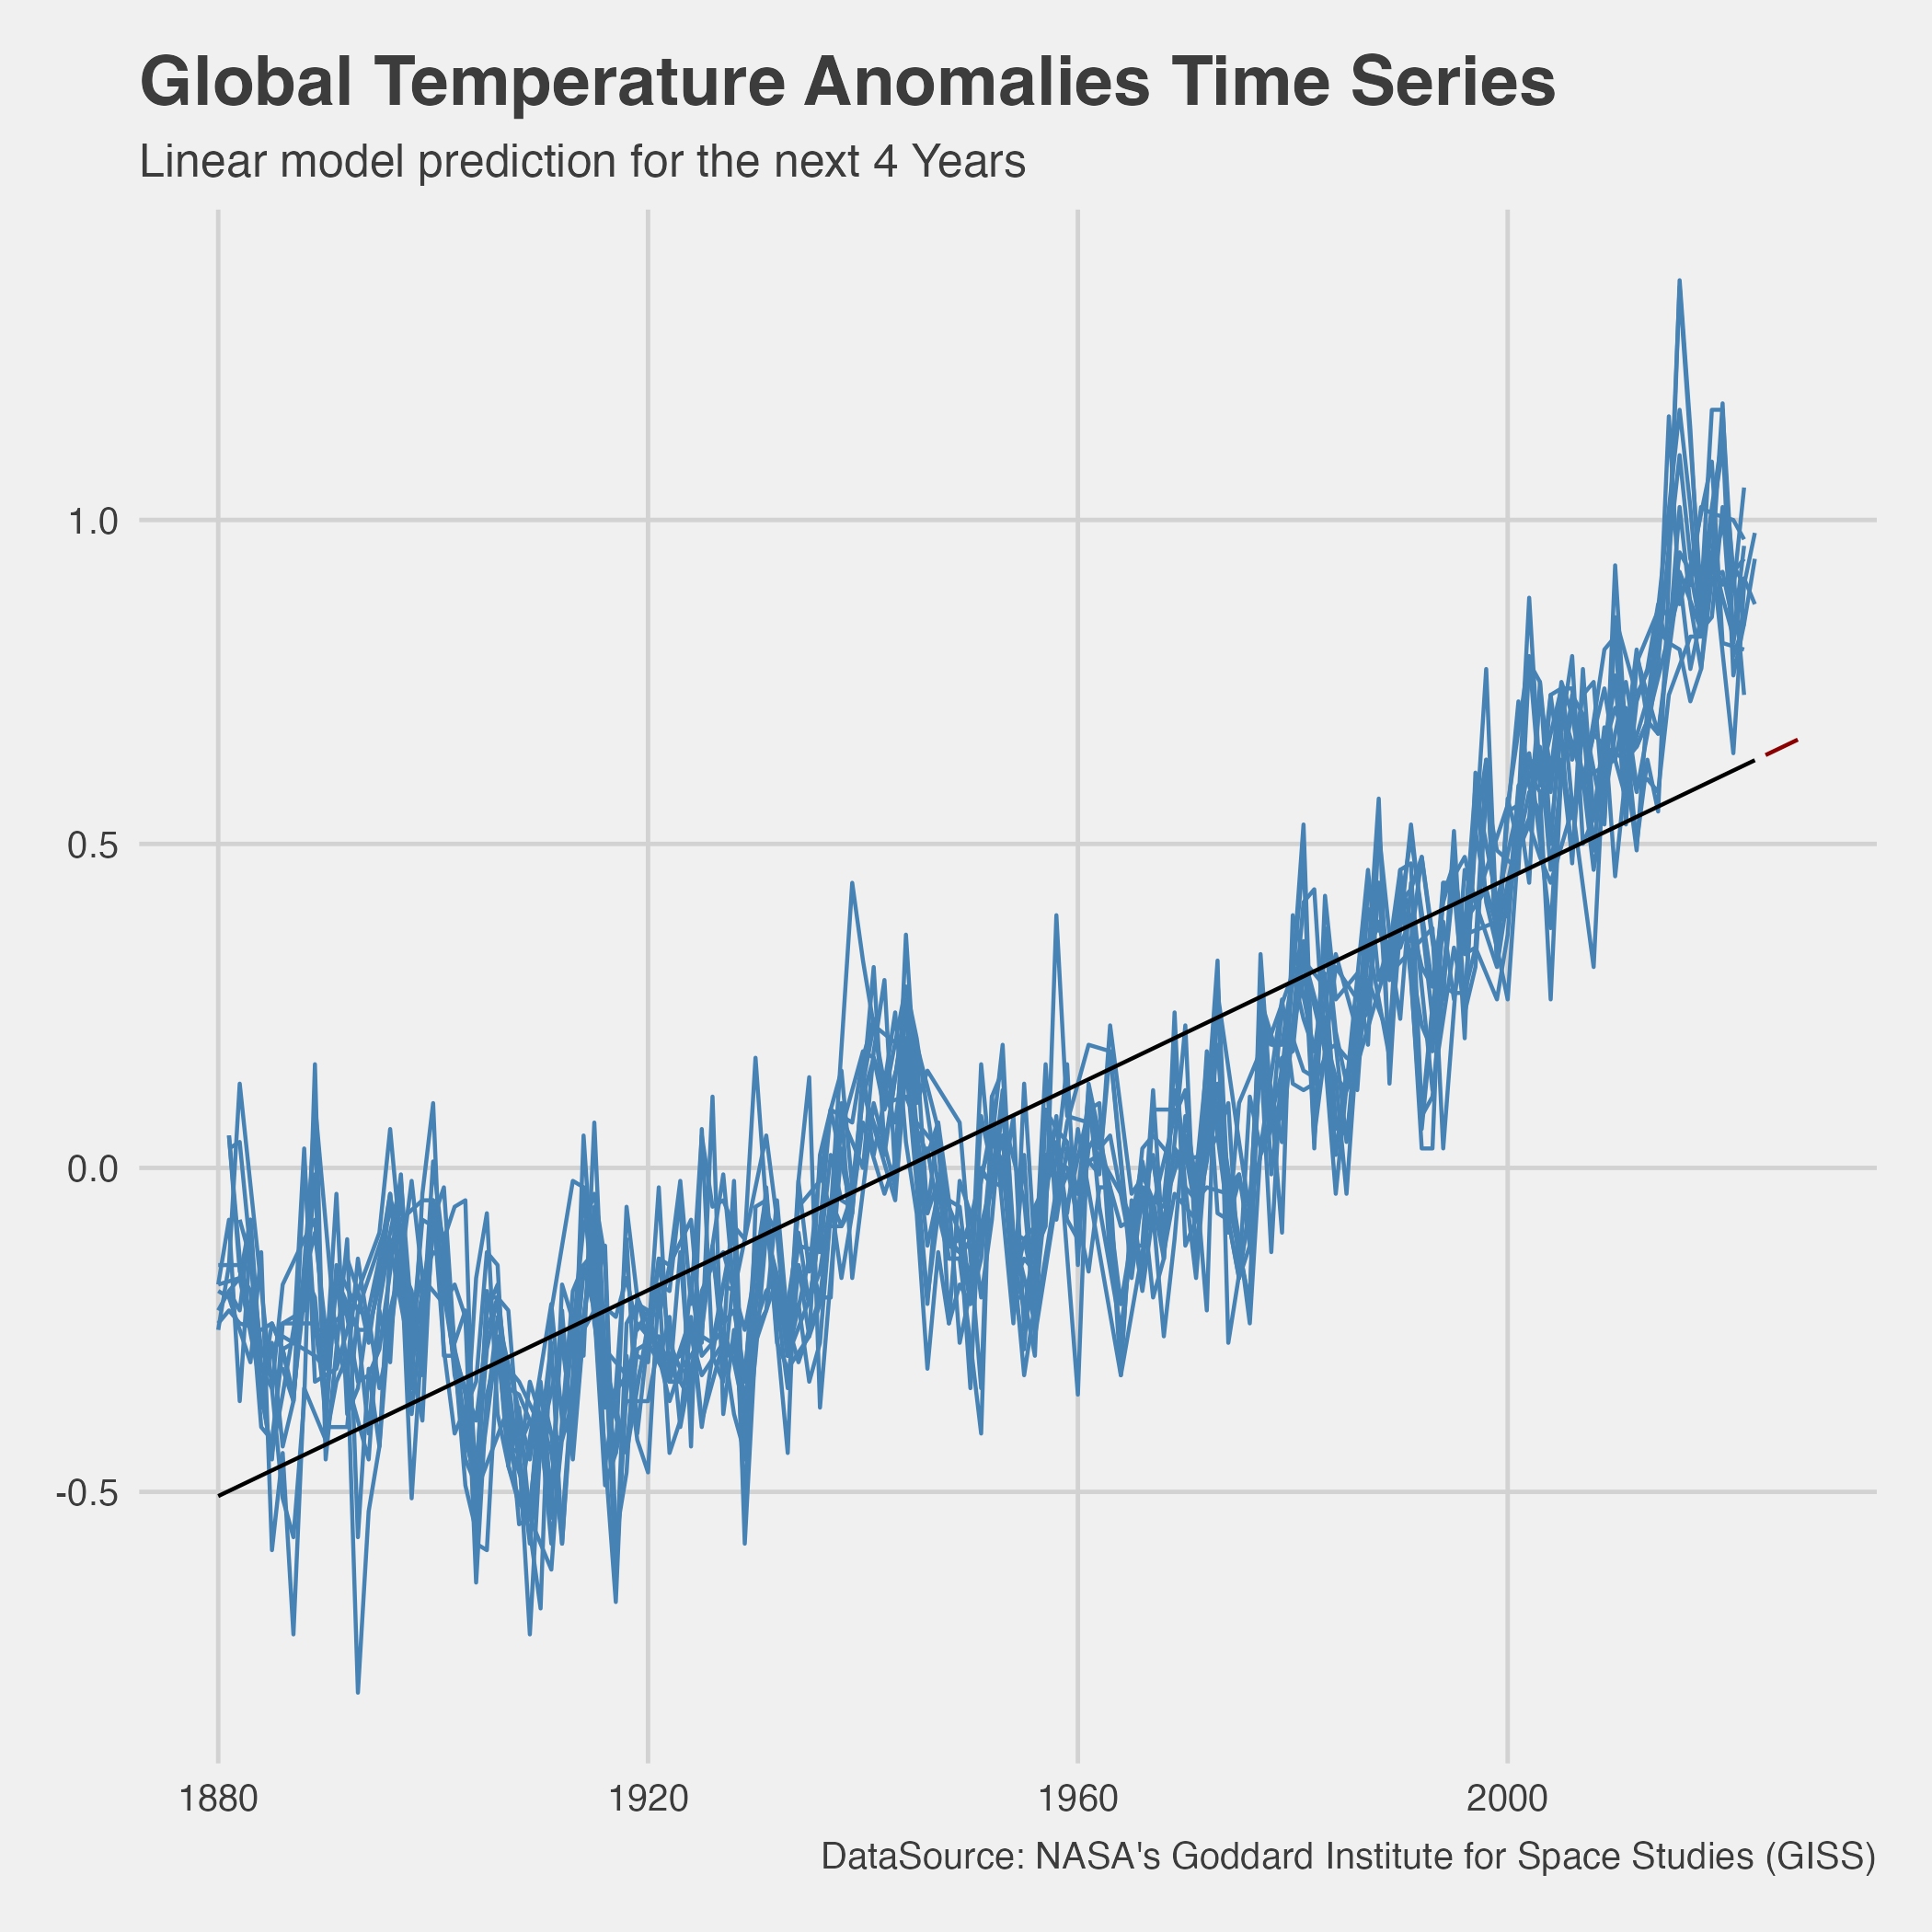 Global Temperature Anomalies Time Series
Linear model prediction for the next 4 Years
1.0
0.5
0.0
-0.5
1880 1920 1960 2000
DataSource: NASA's Goddard Institute for Space Studies (GISS)